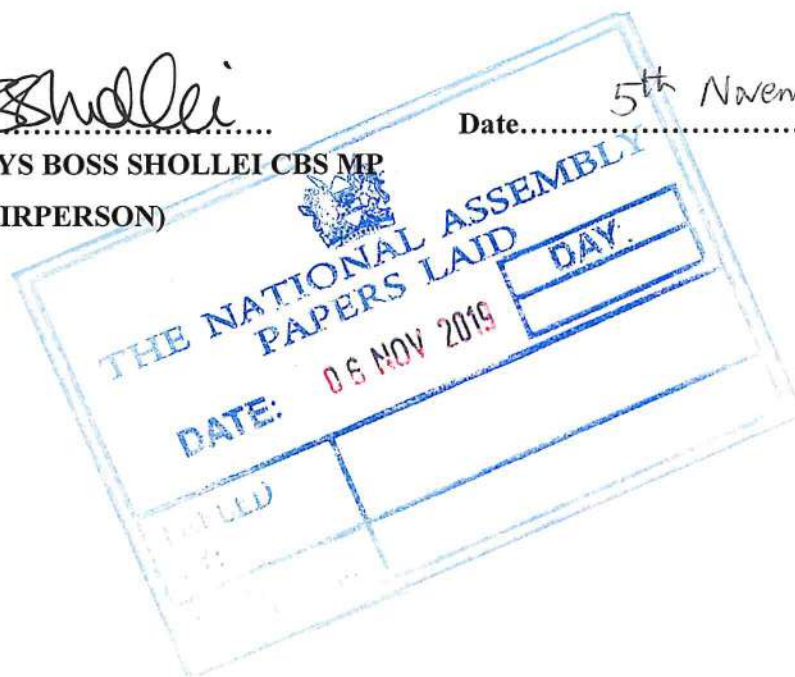 Shollei
Date..................... 5th Novem
YS BOSS SHOLLEI CBS MP
IRPERSON)
THE NATIONAL ASSEMBLY
PAPERS LAID
DAY:
DATE: 06 NOV 2019